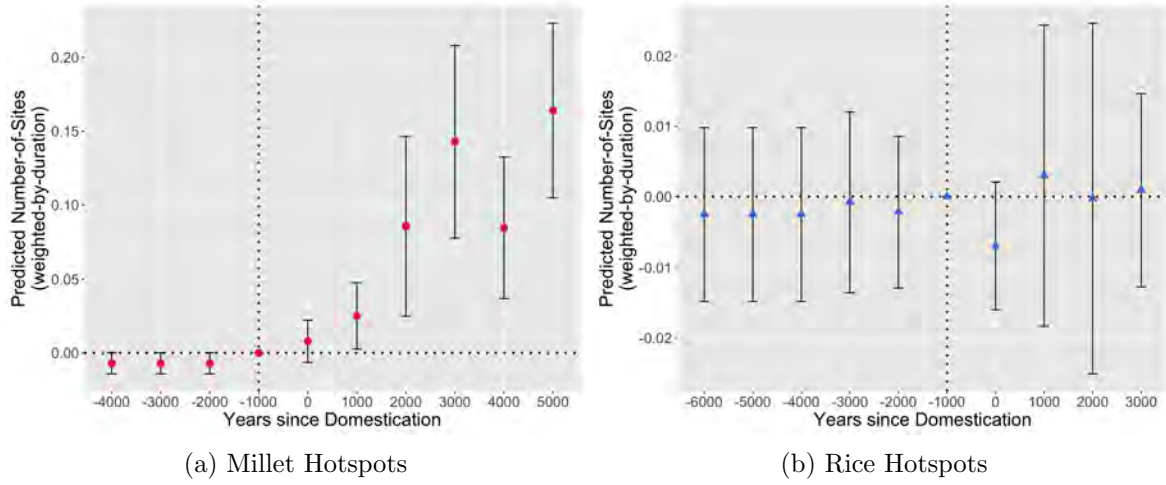 Predicted Number-of-Sites
(weighted-by-duration)
0.20
0.15
0.10
0.05
0.00
-4000 -3000 -2000 -1000 0 1000 2000 3000 4000 5000
Years since Domestication
(a) Millet Hotspots
Predicted Number-of-Sites
(weighted-by-duration)
0.02
0.01
0.00
-0.01
-0.02
-6000 -5000 -4000 -3000 -2000 -1000 0 1000 2000 3000
Years since Domestication
(b) Rice Hotspots